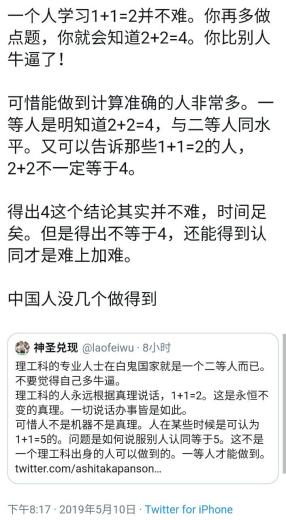 一个人学习1+1=2并不难。你再多做
点题，你就会知道2+2=4。你比别人
牛逼了！
可惜能做到计算准确的人非常多。一
等人是明知道2+2=4，与二等人同水
平。又可以告诉那些1+1=2的人，
2+2不一定等于4。
得出4这个结论其实并不难，时间足
矣。但是得出不等于4，还能得到认
同才是难上加难。
中国人没几个做得到
神圣兑现 @laofeiwu · 8小时
理工科的专业人士在白鬼国家就是一个二等人而已。
不要觉得自己多牛逼。
理工科的人永远根据真理说话，1+1=2。这是永恒不
变的真理。一切说话办事皆是如此。
可惜人不是机器不是真理。人在某些时候是可认为
1+1=5的。问题是如何说服别人认同等于5。这不是
一个理工科出身的人可以做到的。一等人才能做到。
twitter.com/ashitakapanson...
下午8:17 · 2019年5月10日 · Twitter for iPhone